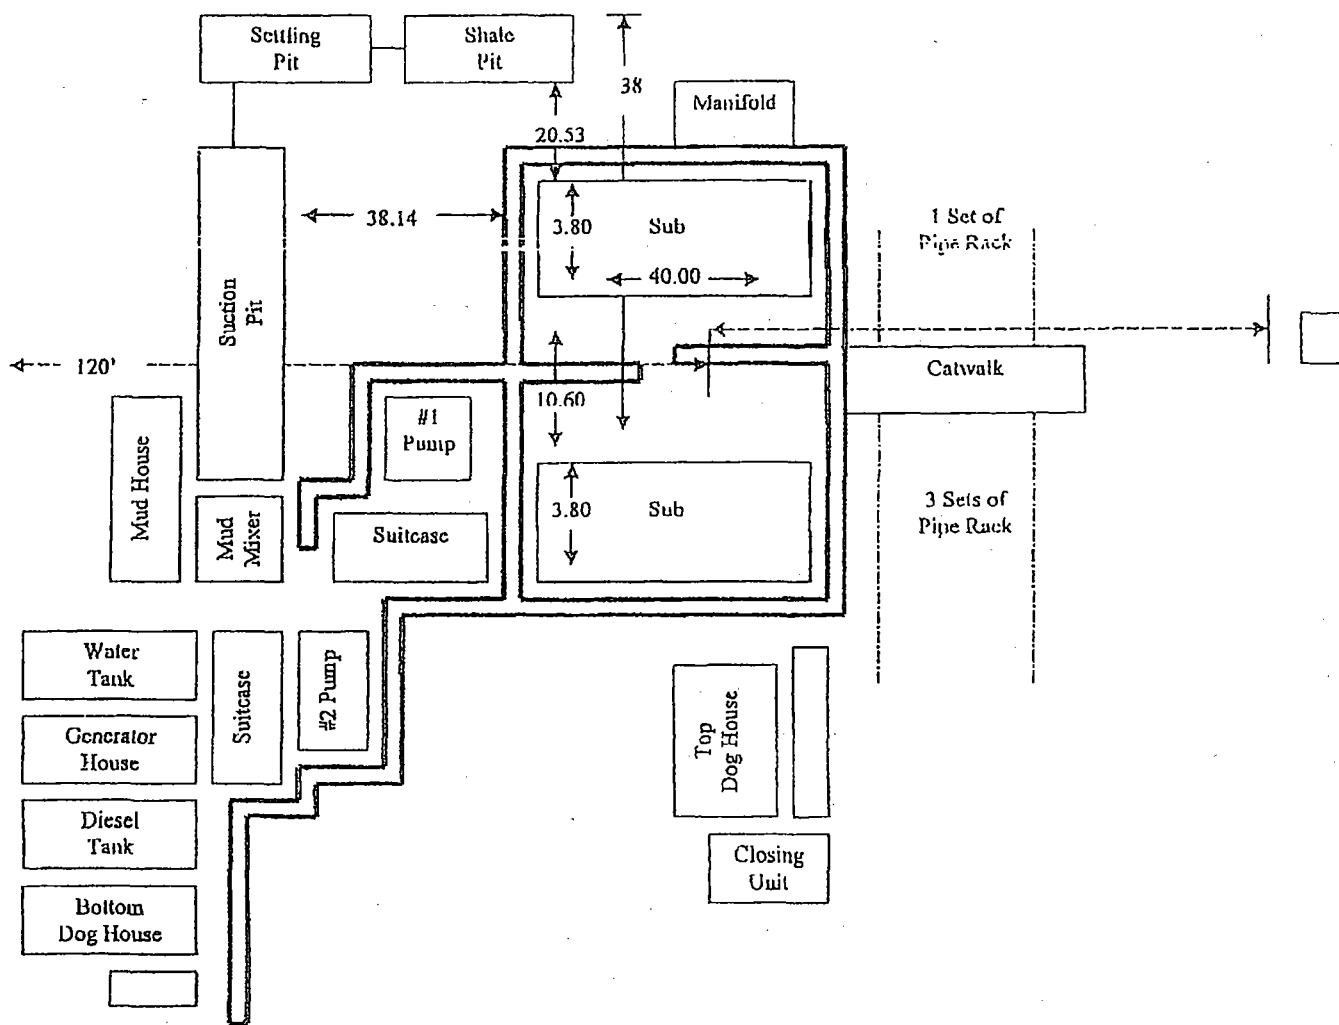 Settling
Pit
Shale
Pit
38
Manifold
20.53
38.14
3.80
Sub
1 Set of
Pipe Rack
40.00
Suction
Pit
120'
Catwalk
10.60
#1
Pump
Mud House
3.80
Sub
3 Sets of
Pipe Rack
Mud
Mixer
Suitcase
Water
Tank
Suitcase
#2 Pump
Generator
House
Top
Dog House
Diesel
Tank
Closing
Unit
Bottom
Dog House